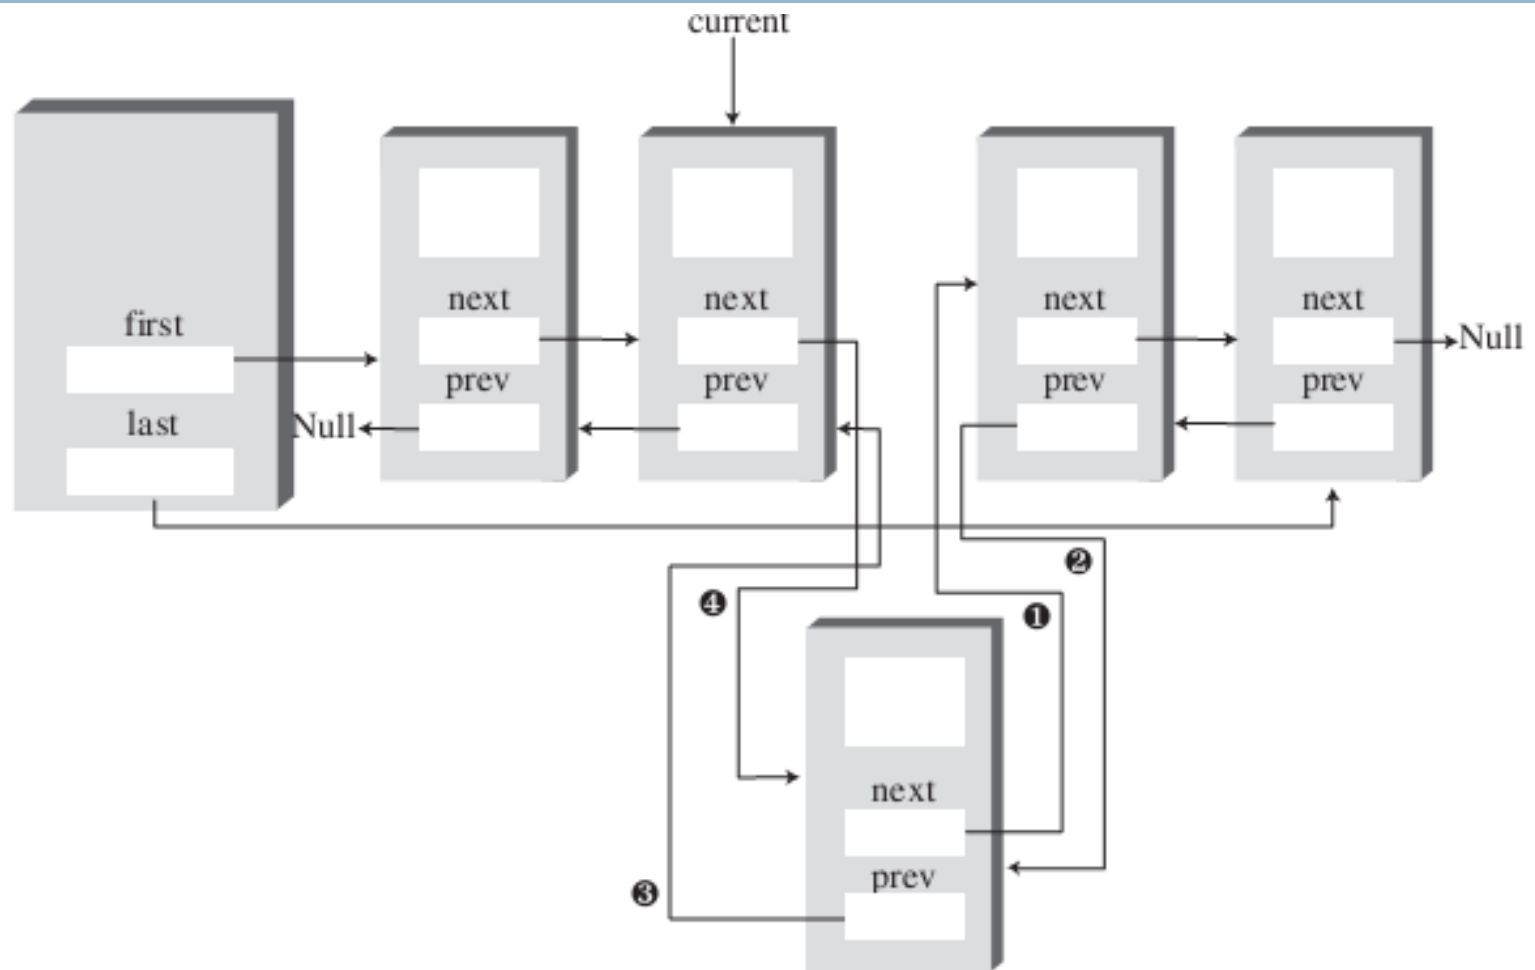 current
first
last
Null
next
prev
next
prev
next
prev
next
prev
Null
❹
❷
❶
next
prev
❸